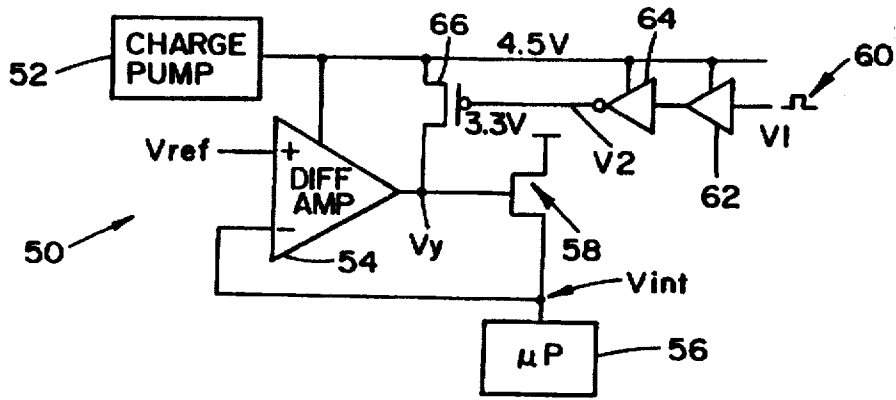 66
64
4.5V
60
52
CHARGE
PUMP
3.3V
V2
V1
62
Vref
+
DIFF
AMP
−
Vy
58
50
54
Vint
μP
56